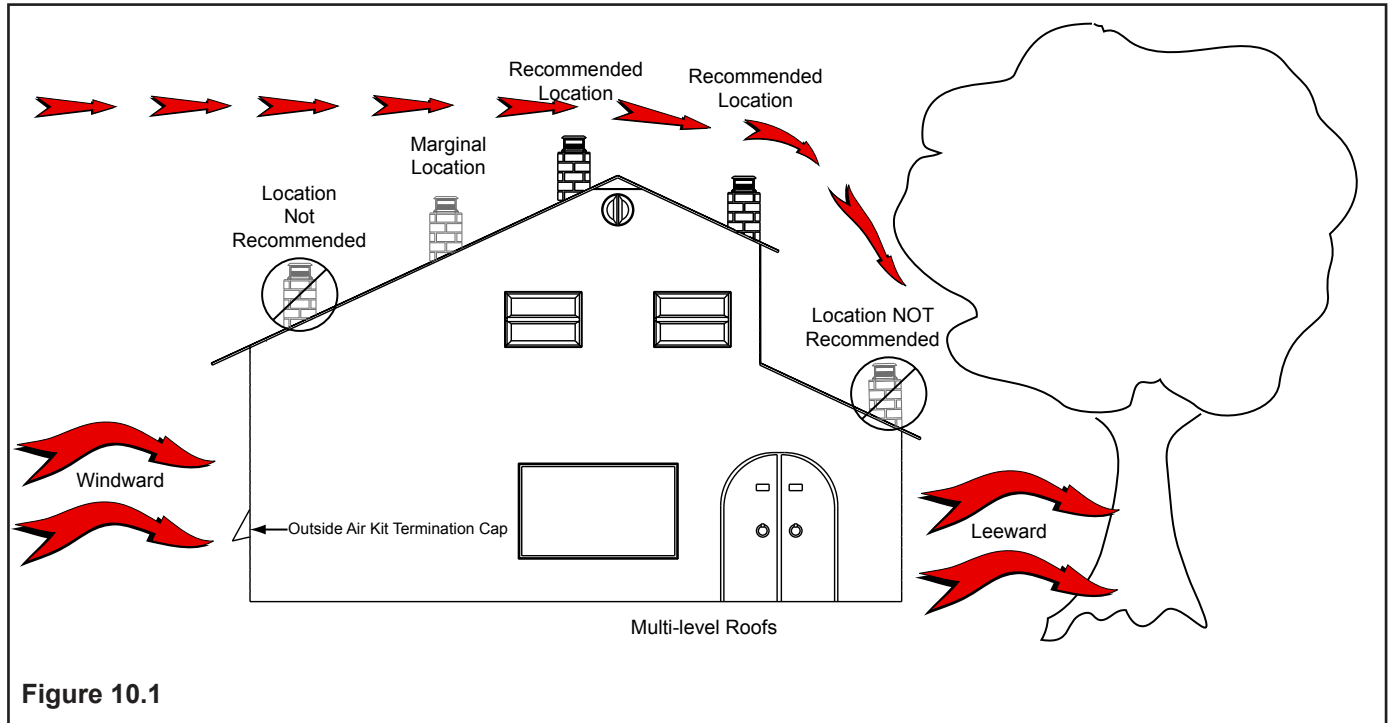 Recommended
Location
Recommended
Location
Marginal
Location
Location
Not
Recommended
Location NOT
Recommended
Windward
Outside Air Kit Termination Cap
Leeward
Multi-level Roofs
Figure 10.1